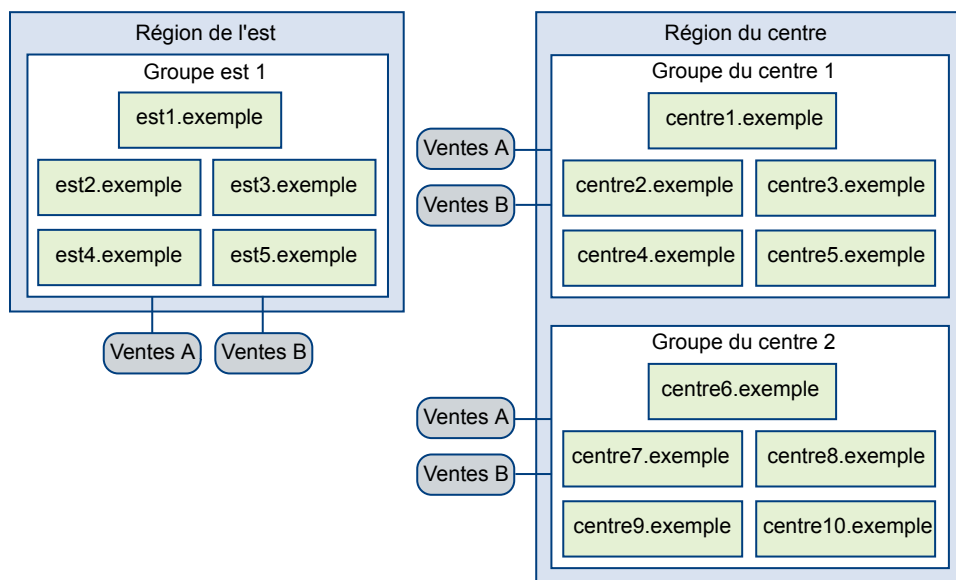 Région de l'est
Groupe est 1
est1.exemple
est2.exemple
est3.exemple
est4.exemple
est5.exemple
Ventes A
Ventes B
Région du centre
Groupe du centre 1
centre1.exemple
Ventes A
centre2.exemple
centre3.exemple
Ventes B
centre4.exemple
centre5.exemple
Groupe du centre 2
centre6.exemple
Ventes A
centre7.exemple
centre8.exemple
Ventes B
centre9.exemple
centre10.exemple